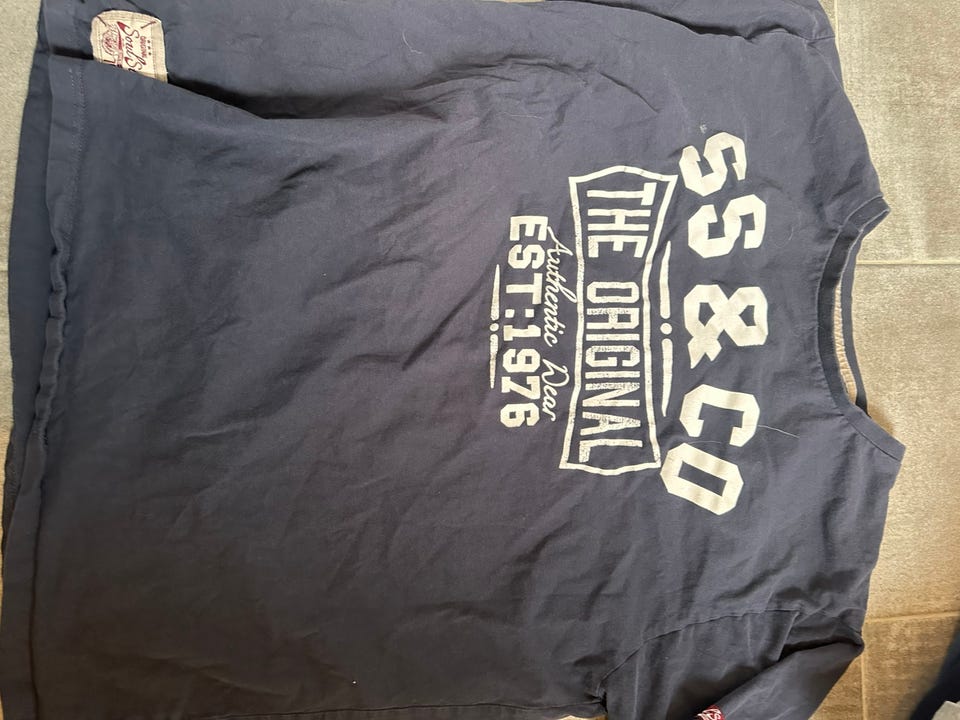 SS & CO
THE ORIGINAL
Authentic Wear
EST:1976